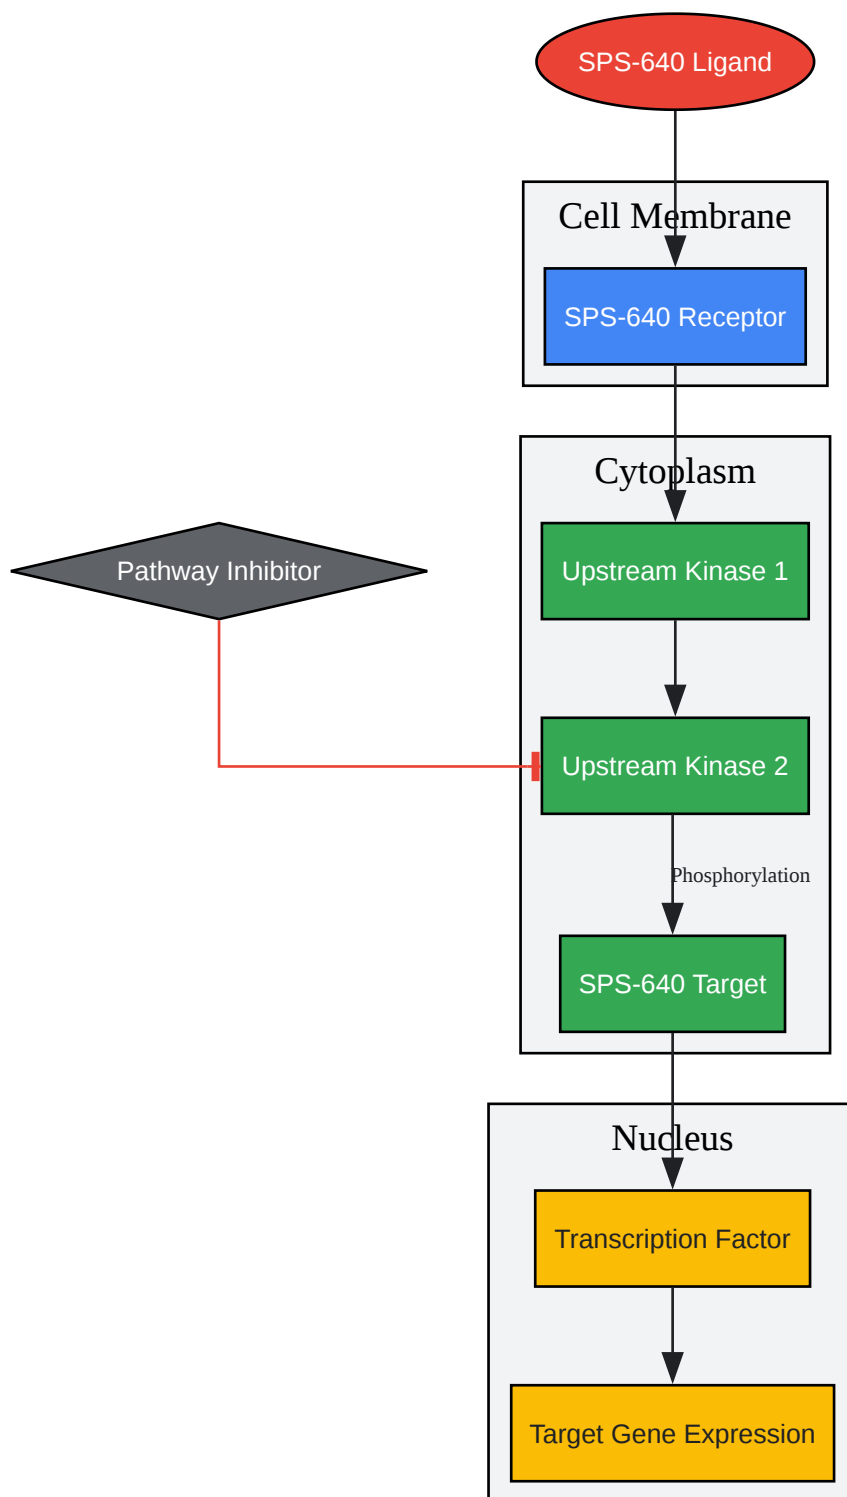 SPS-640 Ligand
Cell Membrane
SPS-640 Receptor
Cytoplasm
Upstream Kinase 1
Pathway Inhibitor
Upstream Kinase 2
Phosphorylation
SPS-640 Target
Nucleus
Transcription Factor
Target Gene Expression